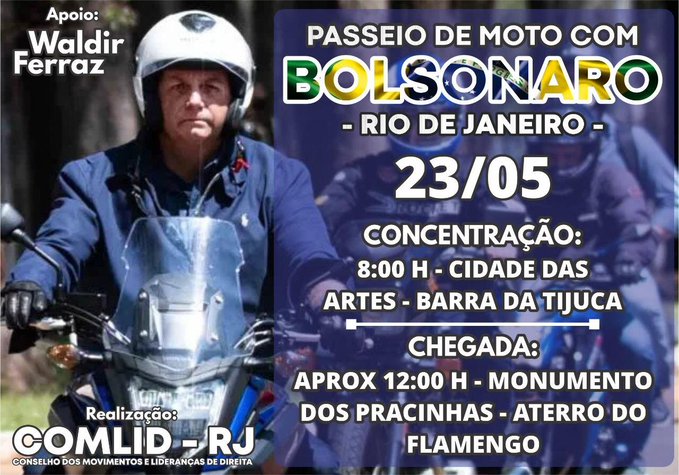 Apoio:
Waldir
Ferraz
PASSEIO DE MOTO COM
BOLSONARO
- RIO DE JANEIRO -
23/05
CONCENTRAÇÃO:
8:00 H - CIDADE DAS
ARTES - BARRA DA TIJUCA
CHEGADA:
APROX 12:00 H - MONUMENTO
DOS PRACINHAS - ATERRO DO
FLAMENGO
Realização:
COMLID - RJ
CONSELHO DOS MOVIMENTOS E LIDERANÇAS DE DIREITA